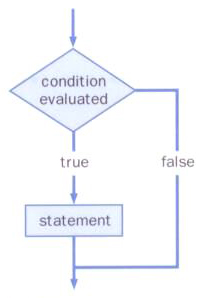 condition
evaluated
true
false
statement